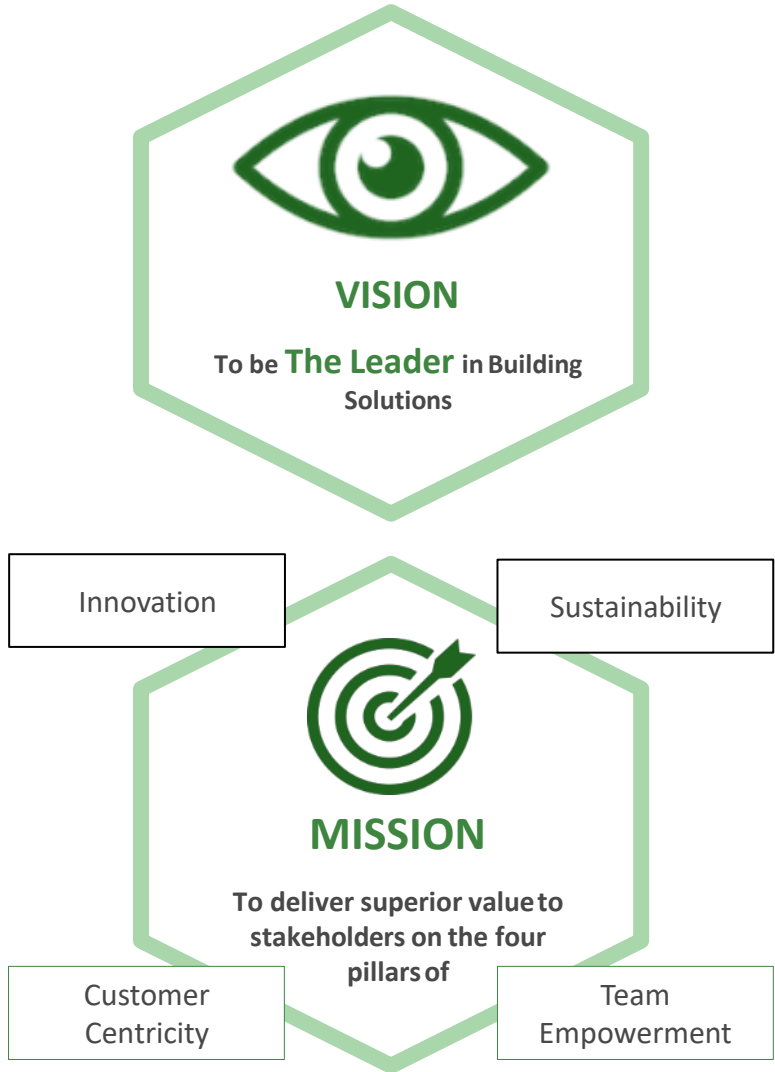 VISION
To be The Leader in Building
Solutions
Innovation
Sustainability
MISSION
To deliver superior value to
stakeholders on the four
pillars of
Customer
Centricity
Team
Empowerment